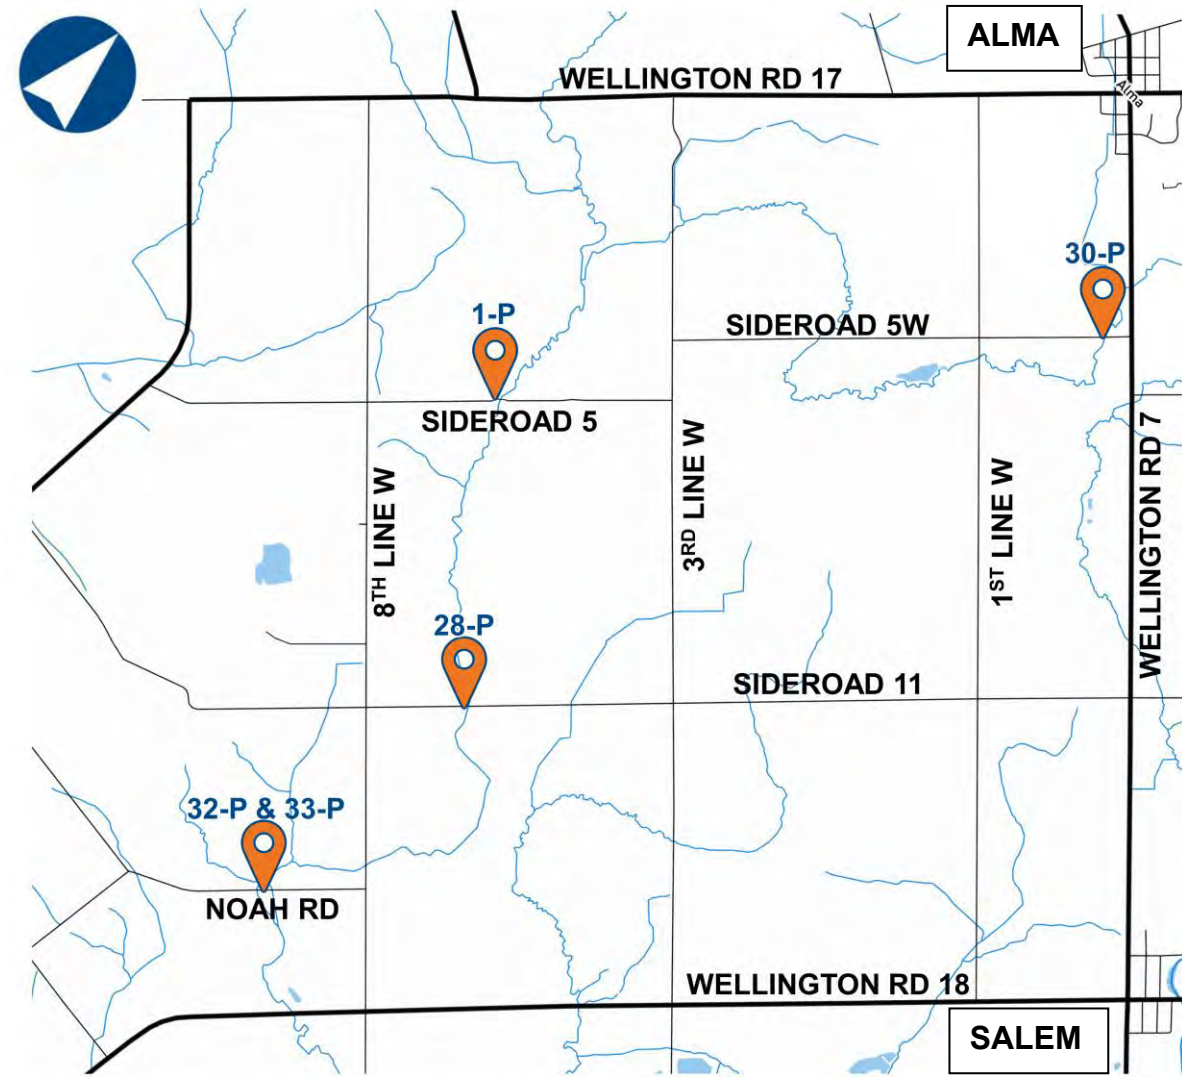 ALMA
WELLINGTON RD 17
Alma
30-P
1-P
SIDEROAD 5W
SIDEROAD 5
8TH LINE W
3RD LINE W
1ST LINE W
WELLINGTON RD 7
28-P
SIDEROAD 11
32-P & 33-P
NOAH RD
WELLINGTON RD 18
SALEM